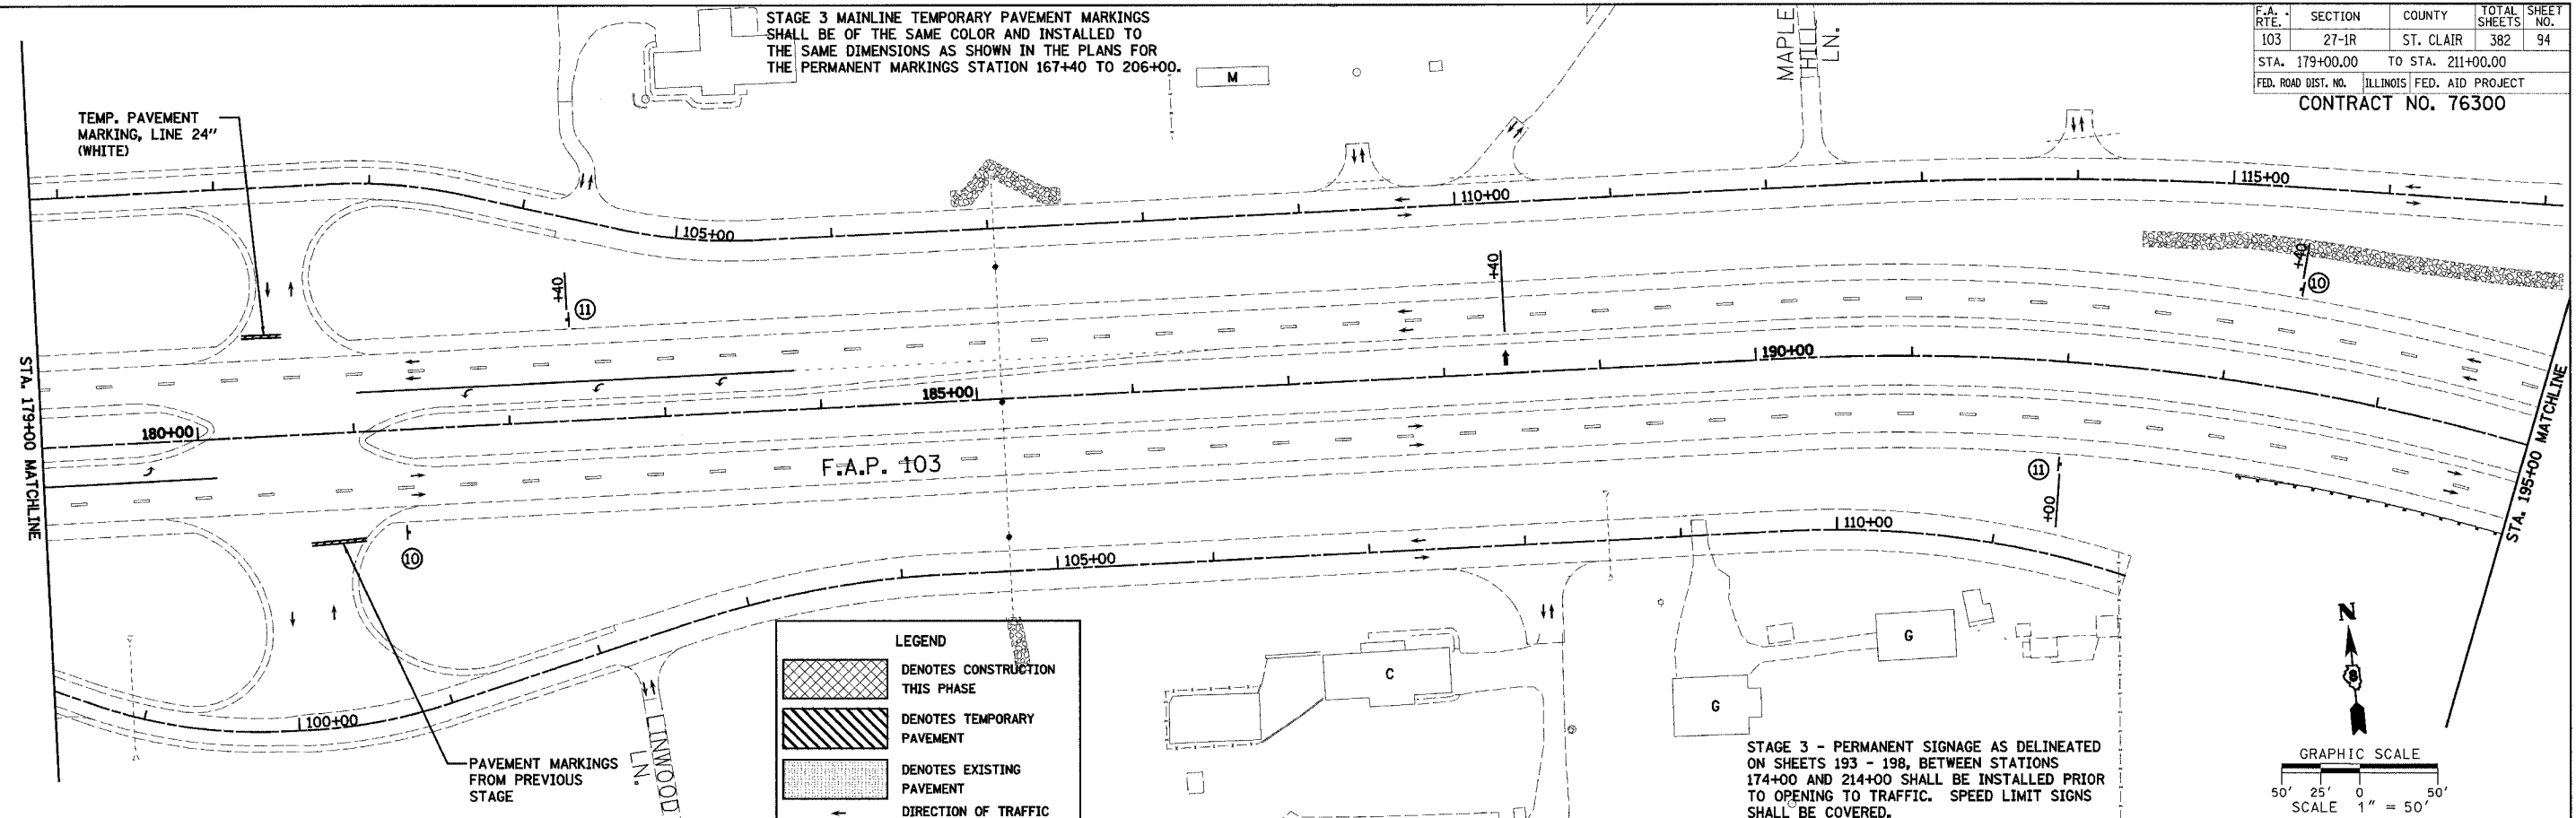 STAGE 3 MAINLINE TEMPORARY PAVEMENT MARKINGS
SHALL BE OF THE SAME COLOR AND INSTALLED TO
THE SAME DIMENSIONS AS SHOWN IN THE PLANS FOR
THE PERMANENT MARKINGS STATION 167+40 TO 206+00.
F.A. RTE. SECTION COUNTY TOTAL SHEETS SHEET NO.
103 27-1R ST. CLAIR 382 94
STA. 179+00.00 TO STA. 211+00.00
FED. ROAD DIST. NO. ILLINOIS FED. AID PROJECT
CONTRACT NO. 76300
MAPLE
HILL
LN.
M
TEMP. PAVEMENT
MARKING, LINE 24"
(WHITE)
105+00
110+00
115+00
+40
11
+40
+40
10
STA. 179+00 MATCHLINE
180+00
185+00
190+00
F.A.P. 103
STA. 195+00 MATCHLINE
10
11
+00
100+00
105+00
110+00
PAVEMENT MARKINGS
FROM PREVIOUS
STAGE
LINWOOD
LN.
LEGEND
DENOTES CONSTRUCTION
THIS PHASE
DENOTES TEMPORARY
PAVEMENT
DENOTES EXISTING
PAVEMENT
DIRECTION OF TRAFFIC
C
G
G
STAGE 3 - PERMANENT SIGNAGE AS DELINEATED
ON SHEETS 193 - 198, BETWEEN STATIONS
174+00 AND 214+00 SHALL BE INSTALLED PRIOR
TO OPENING TO TRAFFIC. SPEED LIMIT SIGNS
SHALL BE COVERED.
N
GRAPHIC SCALE
50' 25' 0 50'
SCALE 1" = 50'